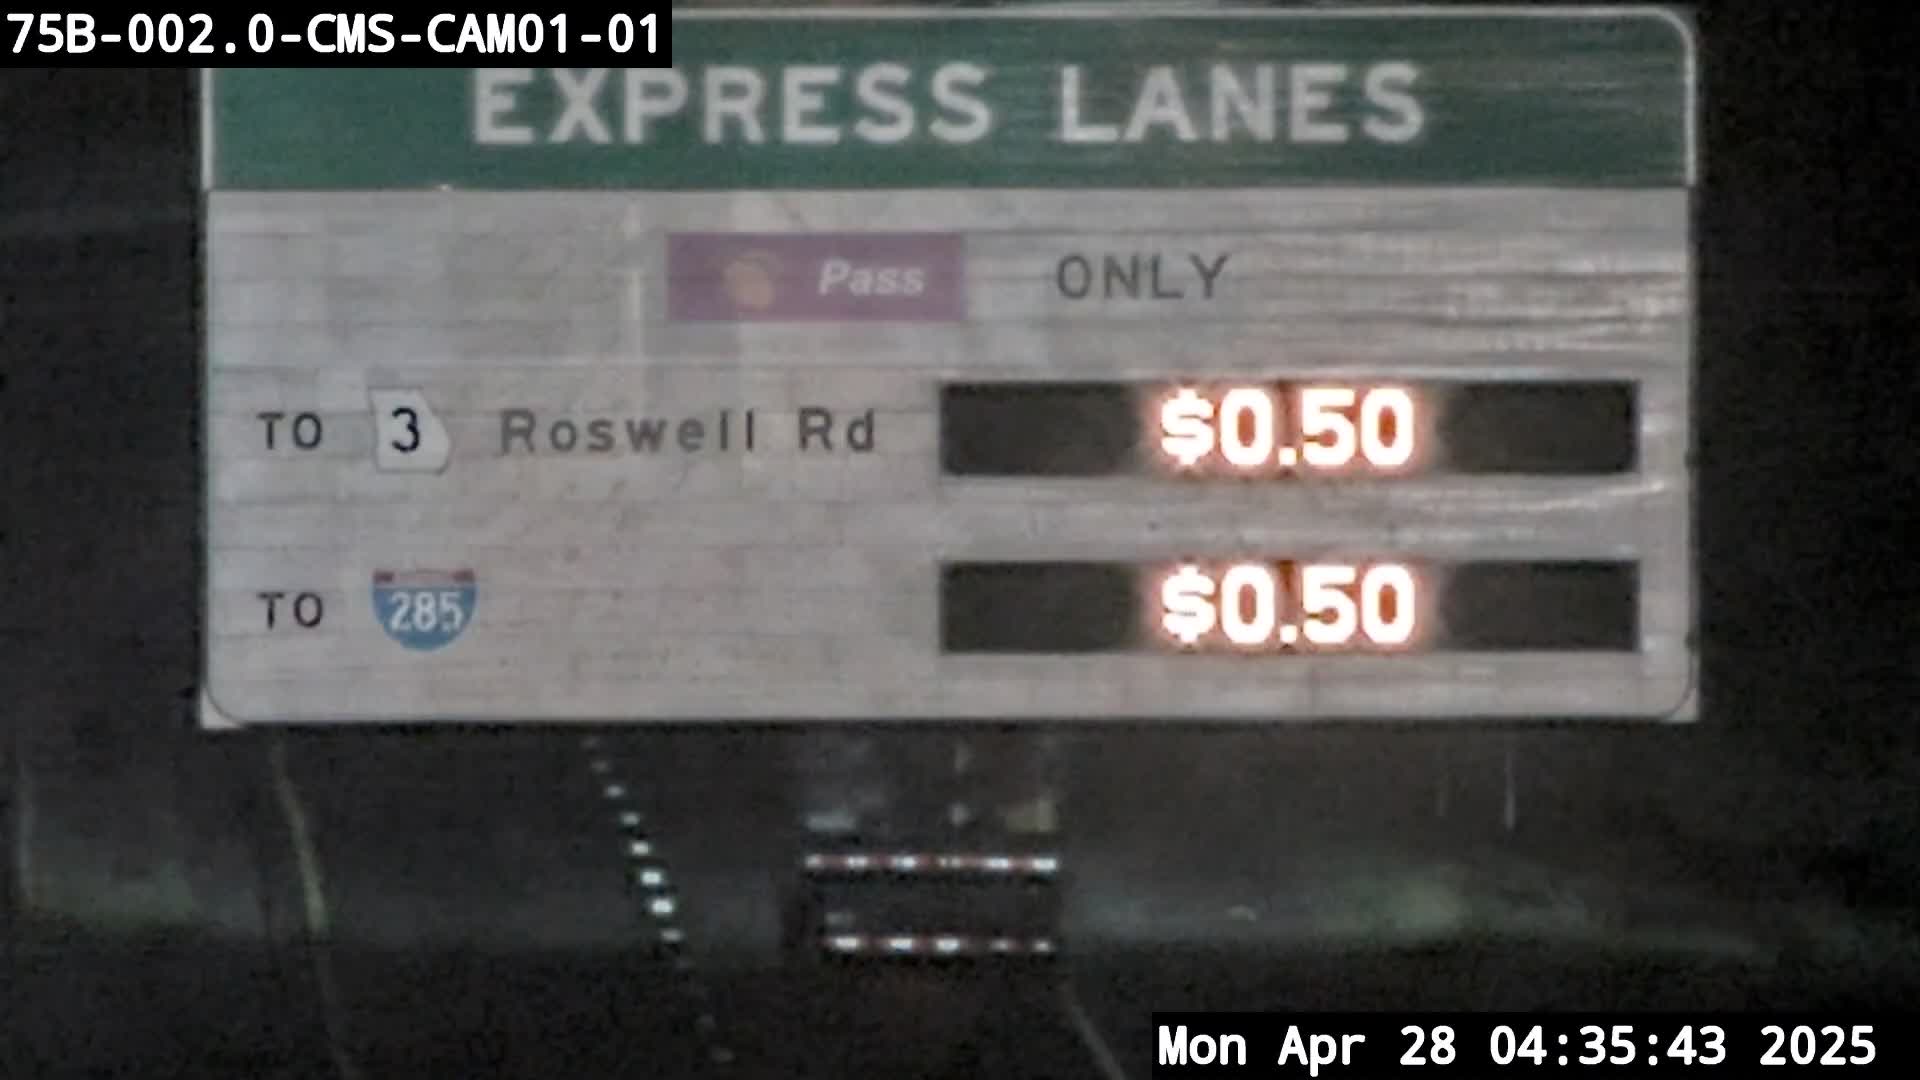 75B-002.0-CMS-CAM01-01
EXPRESS LANES
Pass ONLY
TO 3 Roswell Rd $0.50
TO 285 $0.50
Mon Apr 28 04:35:43 2025